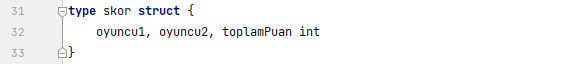 31 type skor struct {
32 oyuncu1, oyuncu2, toplamPuan int
33 }